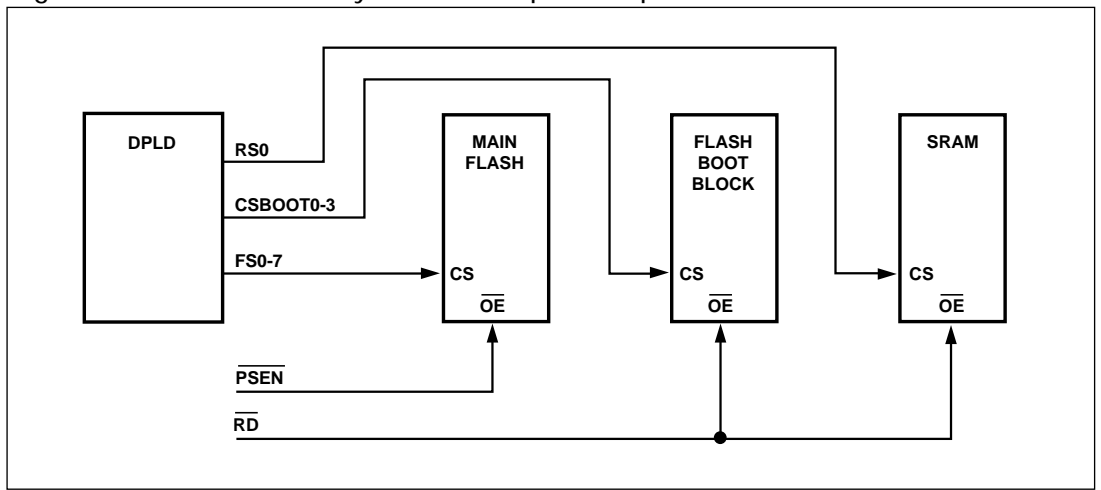 DPLD
RS0
CSBOOT0-3
FS0-7
MAIN
FLASH
CS
OE
FLASH
BOOT
BLOCK
CS
OE
SRAM
CS
OE
PSEN
RD